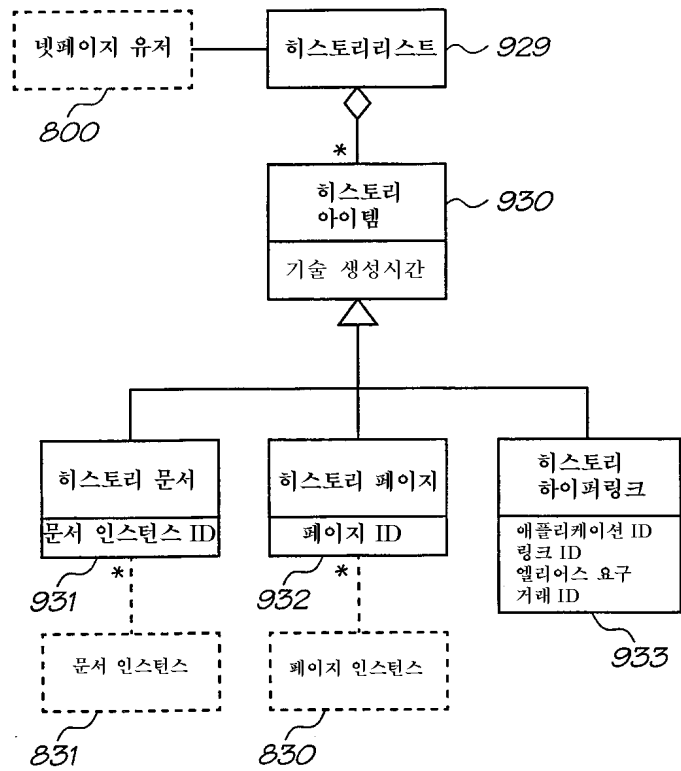 넷페이지 유저
히스토리리스트
929
800
*
히스토리
아이템
930
기술 생성시간
히스토리 문서
문서 인스턴스 ID
931
*
히스토리 페이지
페이지 ID
932
*
히스토리
하이퍼링크
애플리케이션 ID
링크 ID
엘리어스 요구
거래 ID
933
문서 인스턴스
831
페이지 인스턴스
830